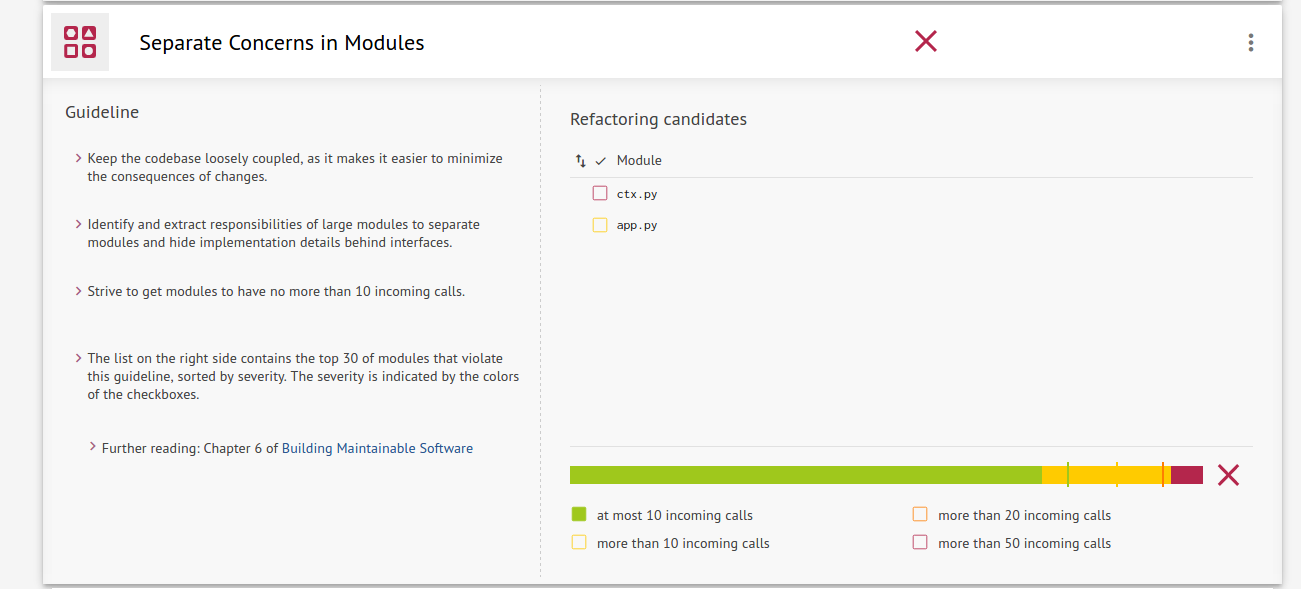 Separate Concerns in Modules
Guideline
Keep the codebase loosely coupled, as it makes it easier to minimize
the consequences of changes.
Identify and extract responsibilities of large modules to separate
modules and hide implementation details behind interfaces.
Strive to get modules to have no more than 10 incoming calls.
The list on the right side contains the top 30 of modules that violate
this guideline, sorted by severity. The severity is indicated by the colors
of the checkboxes.
Further reading: Chapter 6 of Building Maintainable Software
Refactoring candidates
Module
ctx.py
app.py
at most 10 incoming calls
more than 10 incoming calls
more than 20 incoming calls
more than 50 incoming calls